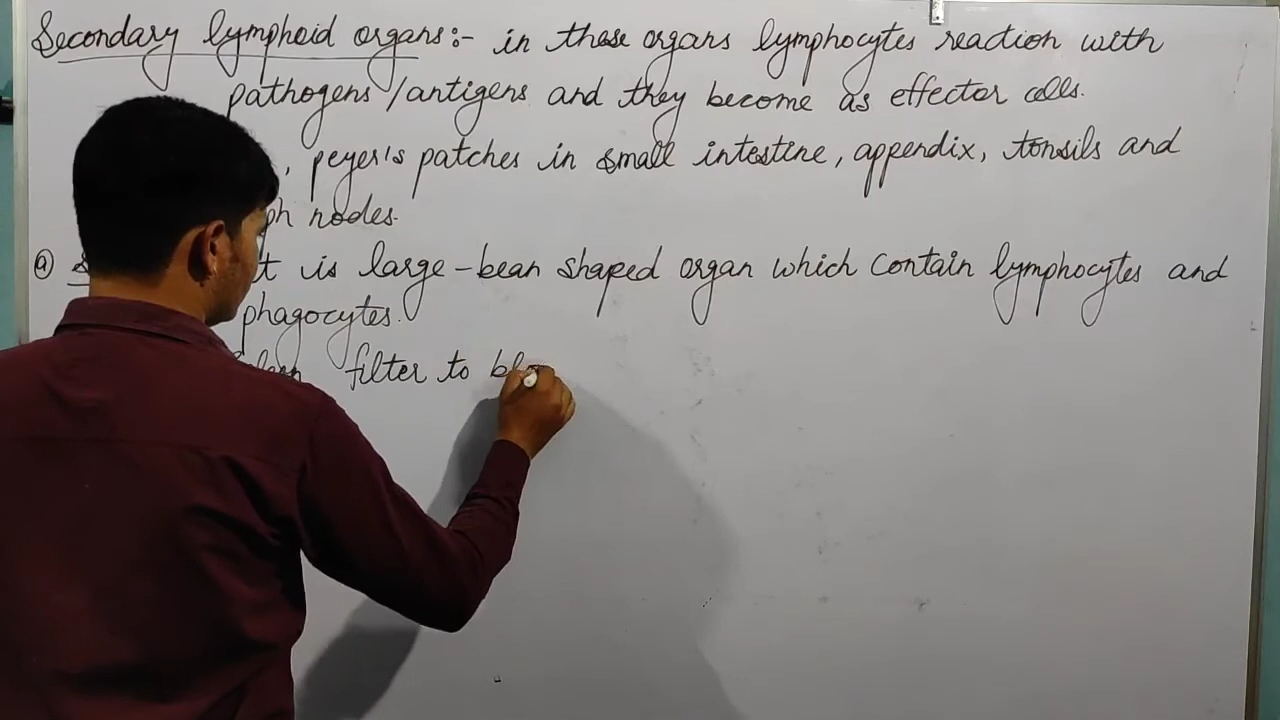 Secondary lymphoid organs:- in these organs lymphocytes reaction with
pathogens/antigens and they become as effector cells.
, peyer's patches in small intestine, appendix, tonsils and
nodes.
(a) is large-bean shaped organ which contain lymphocytes and
phagocytes.
filter to